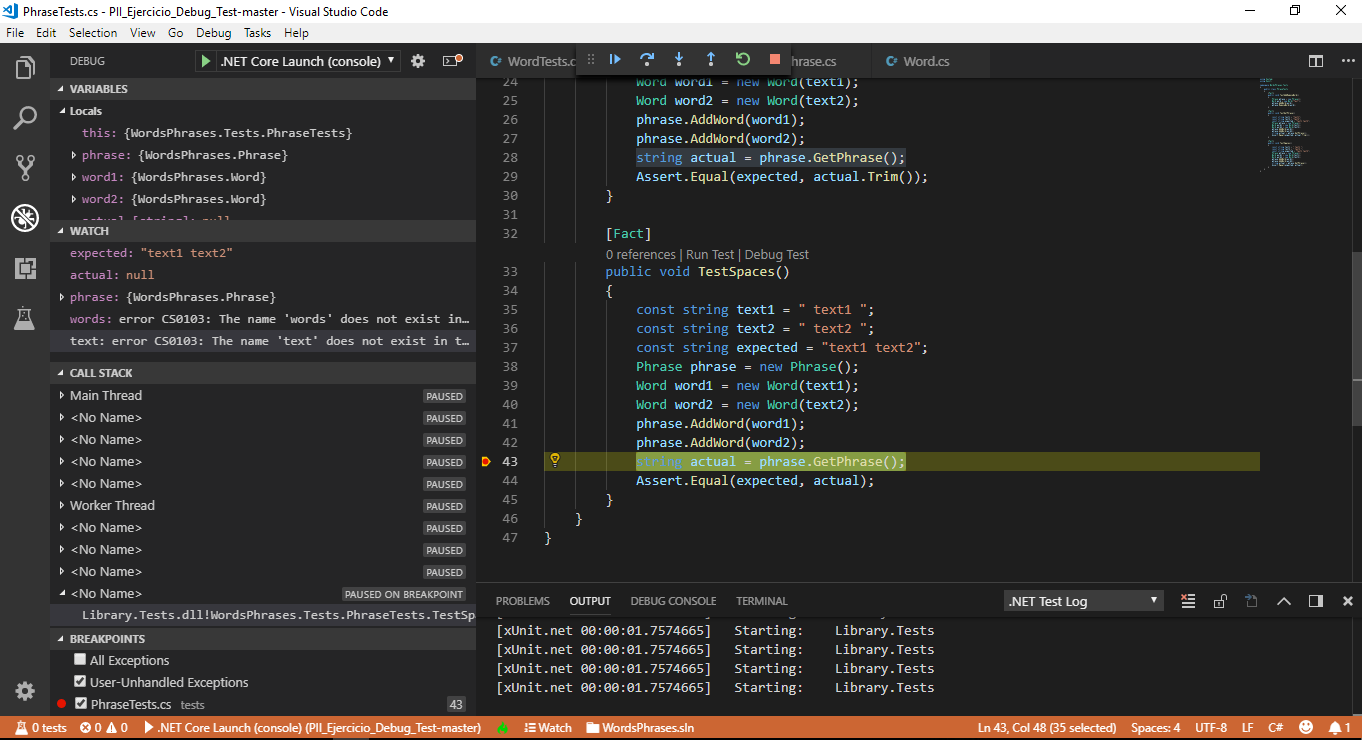 PhraseTests.cs - PII_Ejercicio_Debug_Test-master - Visual Studio Code
File Edit Selection View Go Debug Tasks Help
DEBUG
.NET Core Launch (console)
VARIABLES
Locals
this: {WordsPhrases.Tests.PhraseTests}
phrase: {WordsPhrases.Phrase}
word1: {WordsPhrases.Word}
word2: {WordsPhrases.Word}
actual [string]: null
WATCH
expected: "text1 text2"
actual: null
phrase: {WordsPhrases.Phrase}
words: error CS0103: The name 'words' does not exist in…
text: error CS0103: The name 'text' does not exist in t…
CALL STACK
Main Thread PAUSED
<No Name> PAUSED
<No Name> PAUSED
<No Name> PAUSED
<No Name> PAUSED
Worker Thread PAUSED
<No Name> PAUSED
<No Name> PAUSED
<No Name> PAUSED
<No Name> PAUSED ON BREAKPOINT
Library.Tests.dll!WordsPhrases.Tests.PhraseTests.TestSp
BREAKPOINTS
All Exceptions
User-Unhandled Exceptions
PhraseTests.cs tests 43
C# WordTests.c hrase.cs C# Word.cs
24 Word word1 = new Word(text1);
25 Word word2 = new Word(text2);
26 phrase.AddWord(word1);
27 phrase.AddWord(word2);
28 string actual = phrase.GetPhrase();
29 Assert.Equal(expected, actual.Trim());
30 }
31
32 [Fact]
0 references | Run Test | Debug Test
33 public void TestSpaces()
34 {
35 const string text1 = " text1 ";
36 const string text2 = " text2 ";
37 const string expected = "text1 text2";
38 Phrase phrase = new Phrase();
39 Word word1 = new Word(text1);
40 Word word2 = new Word(text2);
41 phrase.AddWord(word1);
42 phrase.AddWord(word2);
43 string actual = phrase.GetPhrase();
44 Assert.Equal(expected, actual);
45 }
46 }
47 }
PROBLEMS OUTPUT DEBUG CONSOLE TERMINAL .NET Test Log
[xUnit.net 00:00:01.7574665] Starting: Library.Tests
[xUnit.net 00:00:01.7574665] Starting: Library.Tests
[xUnit.net 00:00:01.7574665] Starting: Library.Tests
[xUnit.net 00:00:01.7574665] Starting: Library.Tests
0 tests 0 0 .NET Core Launch (console) (PII_Ejercicio_Debug_Test-master) Watch WordsPhrases.sln Ln 43, Col 48 (35 selected) Spaces: 4 UTF-8 LF C# 1